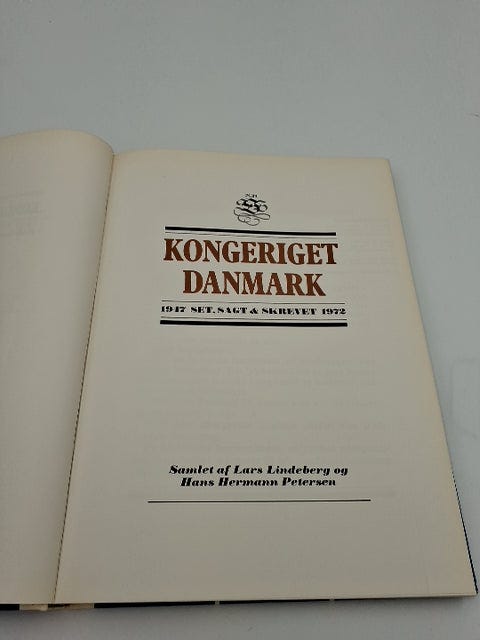 KONGERIGET
DANMARK
1947 SET, SAGT & SKREVET 1972
Samlet af Lars Lindeberg og
Hans Hermann Petersen